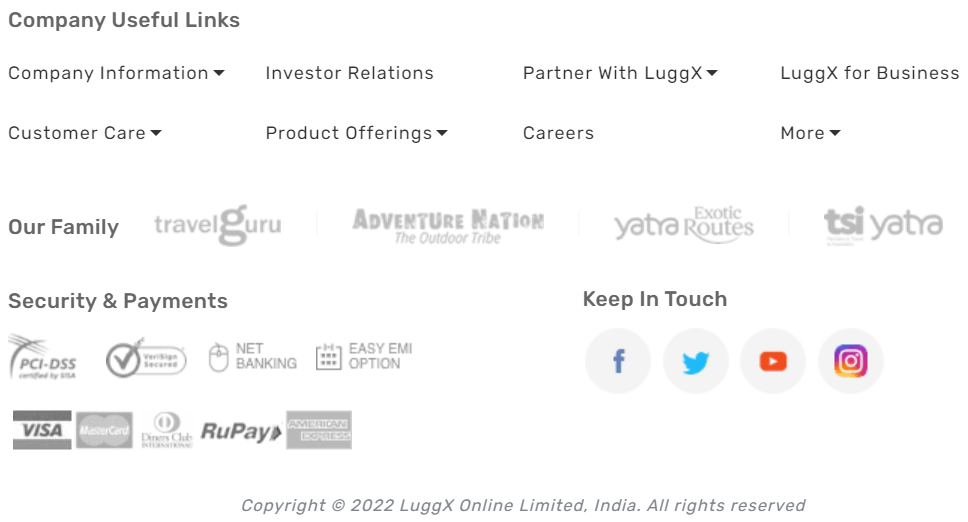 Company Useful Links
Company Information Investor Relations Partner With LuggX LuggX for Business
Customer Care Product Offerings Careers More
Our Family travelguru ADVENTURE NATION The Outdoor Tribe yatra Exotic Routes tsi yatra
Security & Payments Keep In Touch
PCI-DSS certified by SISA VeriSign Secured NET BANKING EASY EMI OPTION
VISA MasterCard Diners Club INTERNATIONAL RuPay AMERICAN EXPRESS
Copyright © 2022 LuggX Online Limited, India. All rights reserved